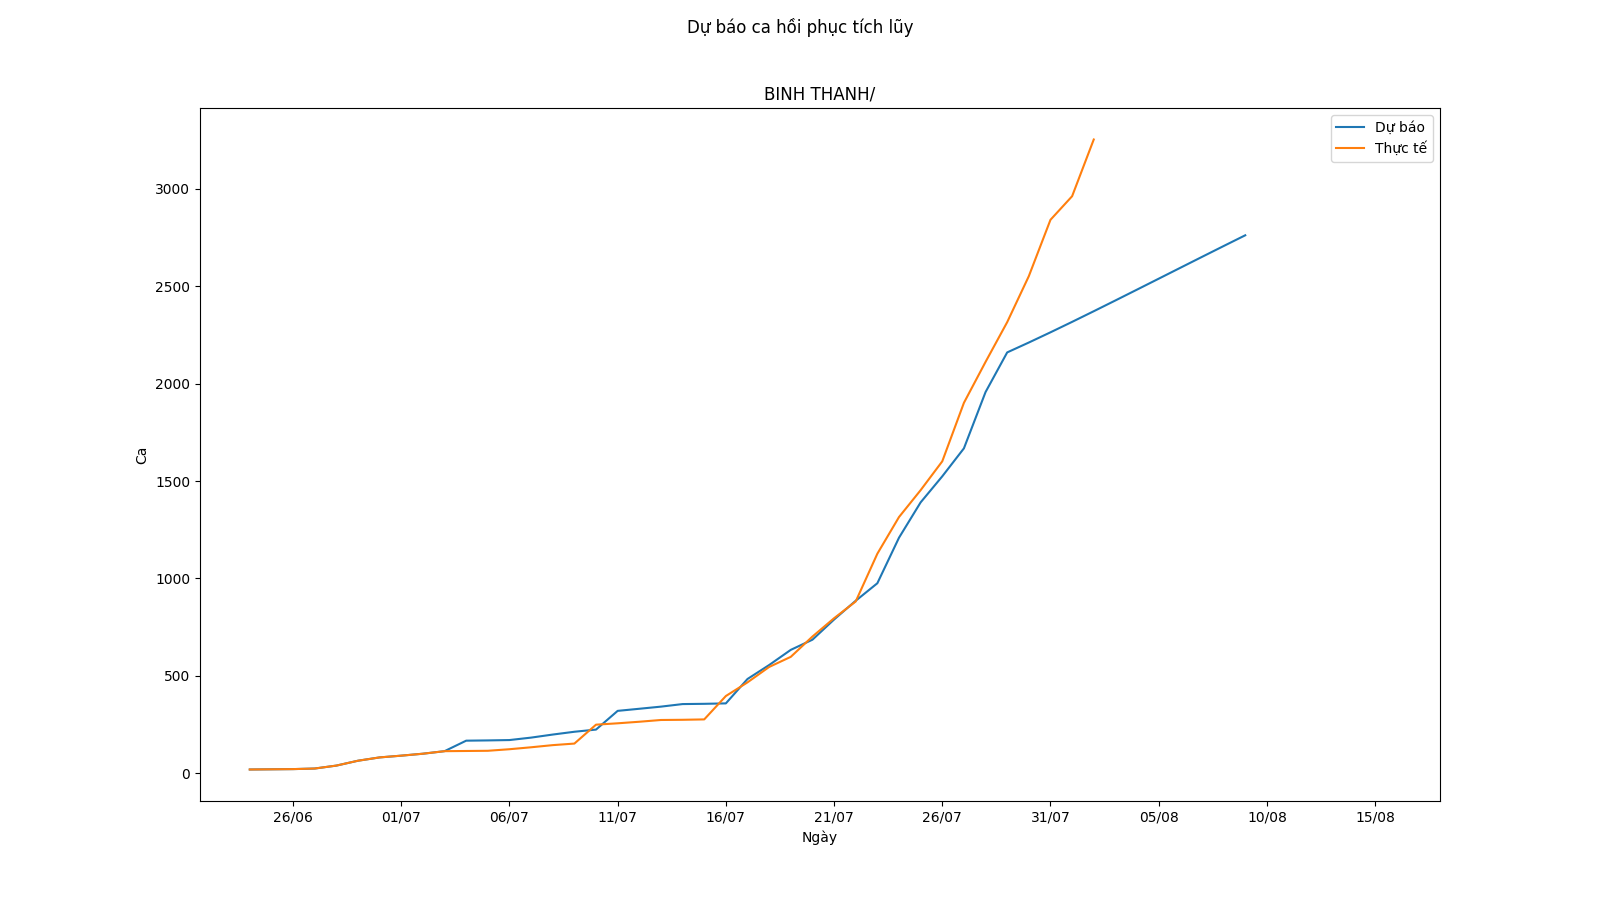 Dự báo ca hồi phục tích lũy
BINH THANH/
Dự báo
Thực tế
3000
2500
2000
1500
1000
500
0
Ca
26/06 01/07 06/07 11/07 16/07 21/07 26/07 31/07 05/08 10/08 15/08
Ngày